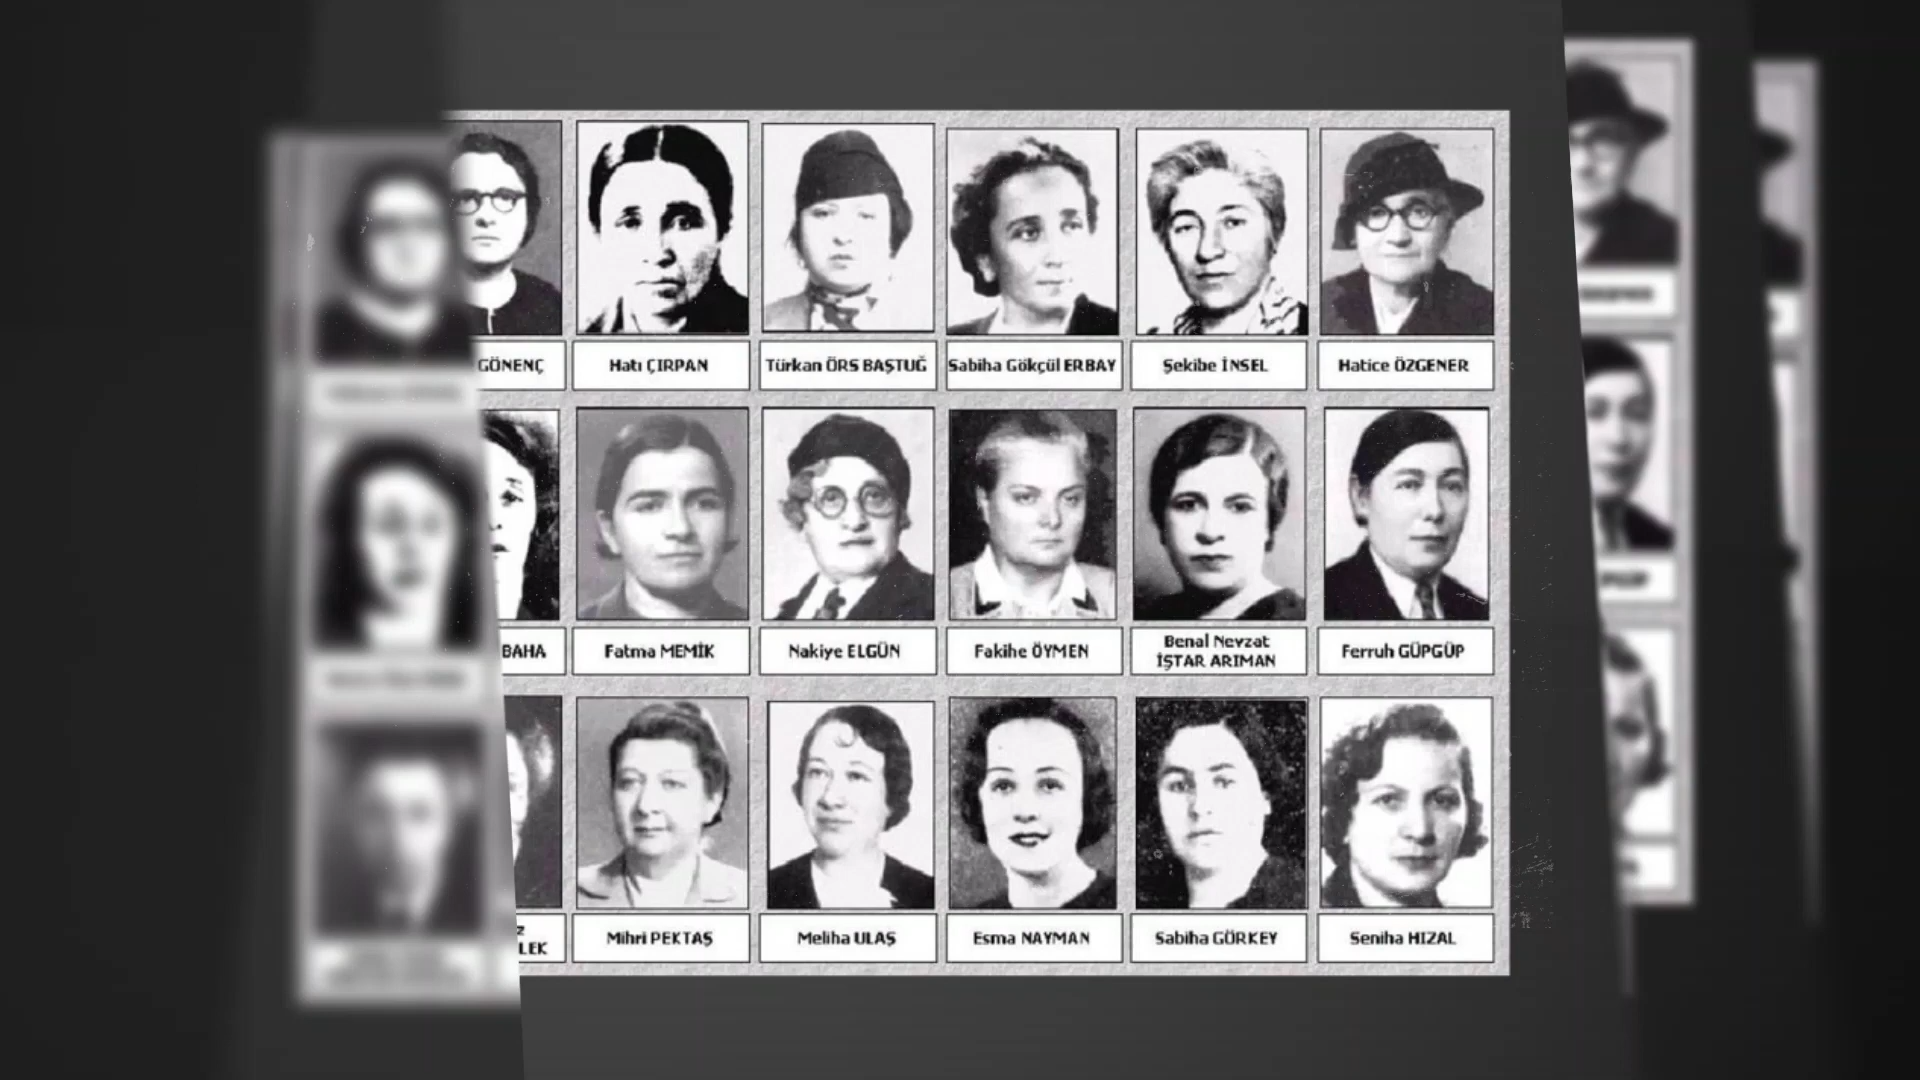 GÖNENÇ
Hatı ÇIRPAN
Türkan ÖRS BAŞTUĞ
Sabiha Gökçül ERBAY
Şekibe İNSEL
Hatice ÖZGENER
BAHA
Fatma MEMİK
Nakiye ELGÜN
Fakihe ÖYMEN
Benal Nevzat
İŞTAR ARIMAN
Ferruh GÜPGÜP
Mihri PEKTAŞ
Meliha ULAŞ
Esma NAYMAN
Sabiha GÖRKEY
Seniha HIZAL